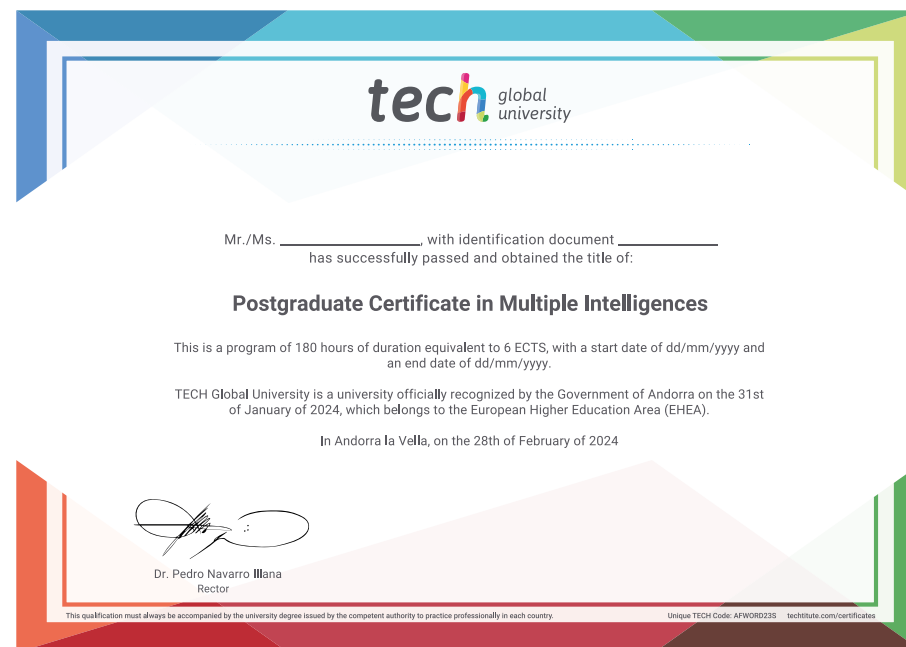 tech global university
Mr./Ms. ____________________, with identification document ______________
has successfully passed and obtained the title of:
Postgraduate Certificate in Multiple Intelligences
This is a program of 180 hours of duration equivalent to 6 ECTS, with a start date of dd/mm/yyyy and
an end date of dd/mm/yyyy.
TECH Global University is a university officially recognized by the Government of Andorra on the 31st
of January of 2024, which belongs to the European Higher Education Area (EHEA).
In Andorra la Vella, on the 28th of February of 2024
Dr. Pedro Navarro Illana
Rector
This qualification must always be accompanied by the university degree issued by the competent authority to practice professionally in each country.
Unique TECH Code: AFWORD23S techtitute.com/certificates